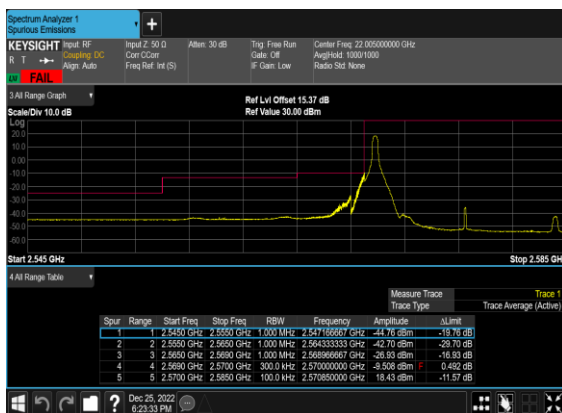 Spectrum Analyzer 1
Spurious Emissions
KEYSIGHT
R T
LXI FAIL
Input: RF
Coupling: DC
Align: Auto
Input Z: 50 Ω
Corr CCorr
Freq Ref: Int (S)
Atten: 30 dB
Trig: Free Run
Gate: Off
IF Gain: Low
Center Freq: 22.005000000 GHz
Avg|Hold: 1000/1000
Radio Std: None
3 All Range Graph
Ref Lvl Offset 15.37 dB
Scale/Div 10.0 dB
Ref Value 30.00 dBm
Log
20.0
10.0
0.00
-10.0
-20.0
-30.0
-40.0
-50.0
-60.0
Start 2.545 GHz
Stop 2.585 GH
4 All Range Table
Measure Trace Trace 1
Trace Type Trace Average (Active)
Spur Range Start Freq Stop Freq RBW Frequency Amplitude ΔLimit
1 1 2.5450 GHz 2.5550 GHz 1.000 MHz 2.547166667 GHz -44.76 dBm -19.76 dB
2 2 2.5550 GHz 2.5650 GHz 1.000 MHz 2.564333333 GHz -42.70 dBm -29.70 dB
3 3 2.5650 GHz 2.5690 GHz 1.000 MHz 2.568966667 GHz -26.93 dBm -16.93 dB
4 4 2.5690 GHz 2.5700 GHz 300.0 kHz 2.570000000 GHz -9.508 dBm F 0.492 dB
5 5 2.5700 GHz 2.5850 GHz 100.0 kHz 2.570850000 GHz 18.43 dBm -11.57 dB
Dec 25, 2022
6:23:33 PM